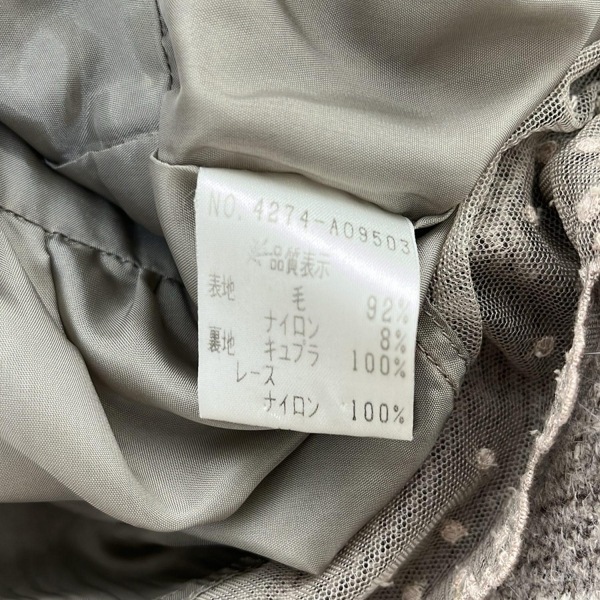 NO. 4274-A09503
※品質表示
表地 毛 92%
ナイロン 8%
裏地 キュプラ 100%
レース
ナイロン 100%